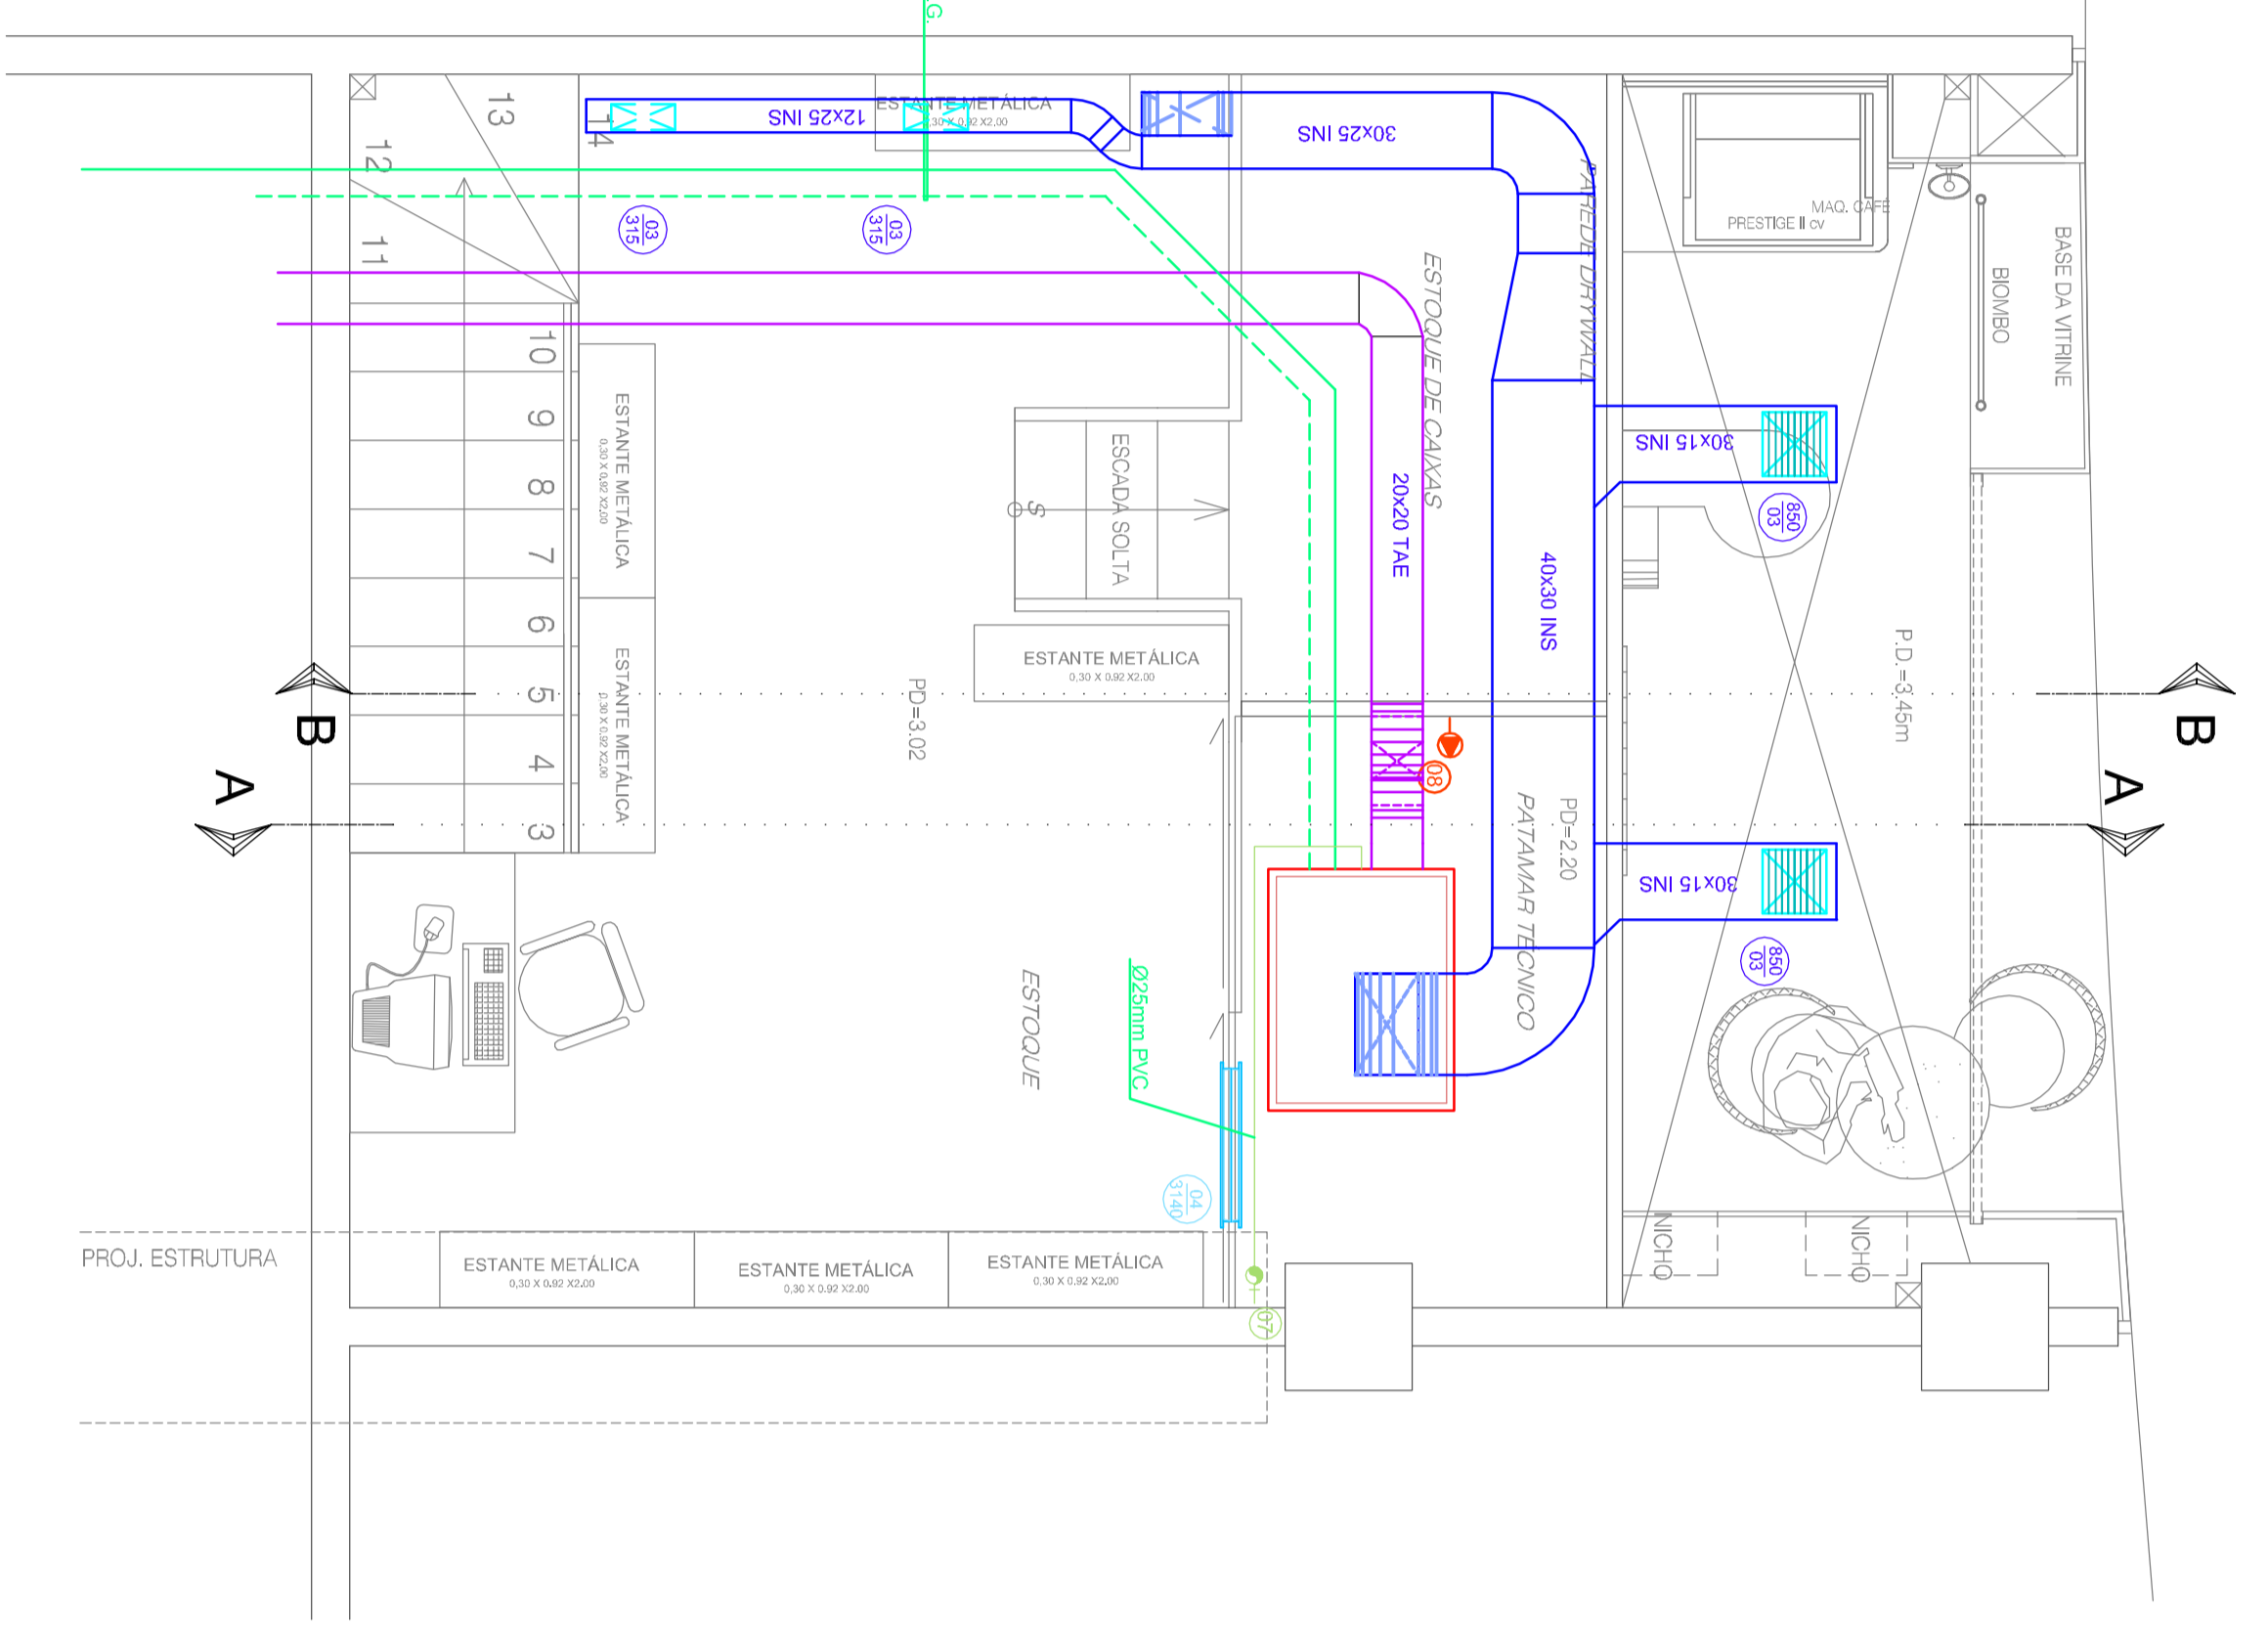 .G.
13
14
12
11
10
9
8
7
6
5
4
3
ESTANTE METÁLICA
0,30 X 0.92 X2,00
12x25 INS
30x25 INS
03
315
03
315
PAREDE DRYWALL
MAQ. CAFÉ
PRESTIGE II cv
BASE DA VITRINE
BIOMBO
ESTOQUE DE CAIXAS
ESTANTE METÁLICA
0,30 X 0,92 X2,00
ESCADA SOLTA
S
20x20 TAE
30x15 INS
850
03
40x30 INS
ESTANTE METÁLICA
0,30 X 0,92 X2,00
ESTANTE METÁLICA
0,30 X 0.92 X2.00
P.D.=3.45m
PD=3.02
B
B
A
A
08
PD=2.20
PATAMAR TÉCNICO
30x15 INS
850
03
ESTOQUE
Ø25mm PVC
04
3140
PROJ. ESTRUTURA
ESTANTE METÁLICA
0,30 X 0.92 X2.00
ESTANTE METÁLICA
0,30 X 0.92 X2.00
ESTANTE METÁLICA
0,30 X 0.92 X2.00
07
NICHO
NICHO